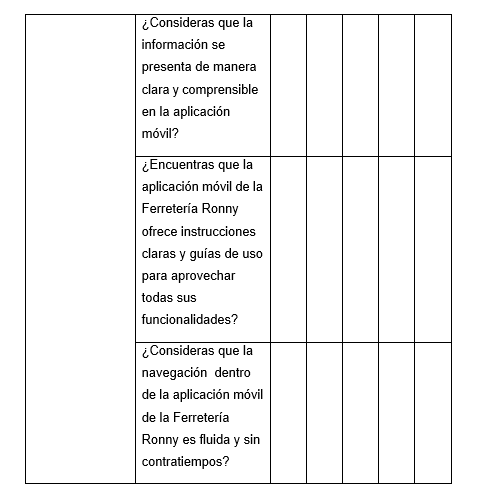 ¿Consideras que la
información se
presenta de manera
clara y comprensible
en la aplicación
móvil?
¿Encuentras que la
aplicación móvil de la
Ferretería Ronny
ofrece instrucciones
claras y guías de uso
para aprovechar
todas sus
funcionalidades?
¿Consideras que la
navegación  dentro
de la aplicación móvil
de la Ferretería
Ronny es fluida y sin
contratiempos?